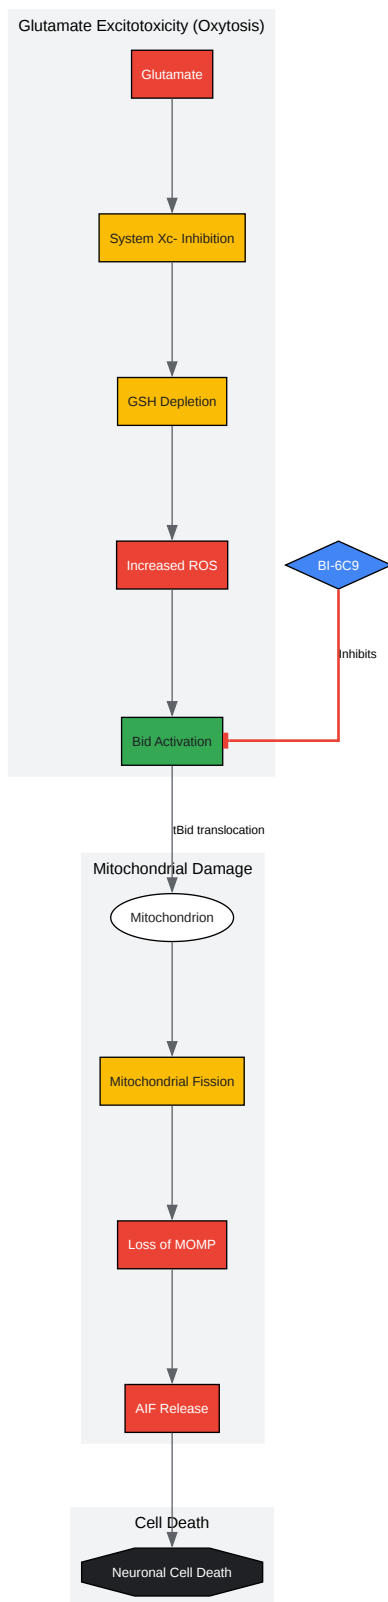 Glutamate Excitotoxicity (Oxytosis)
Glutamate
System Xc- Inhibition
GSH Depletion
Increased ROS
BI-6C9
Inhibits
Bid Activation
tBid translocation
Mitochondrial Damage
Mitochondrion
Mitochondrial Fission
Loss of MOMP
AIF Release
Cell Death
Neuronal Cell Death